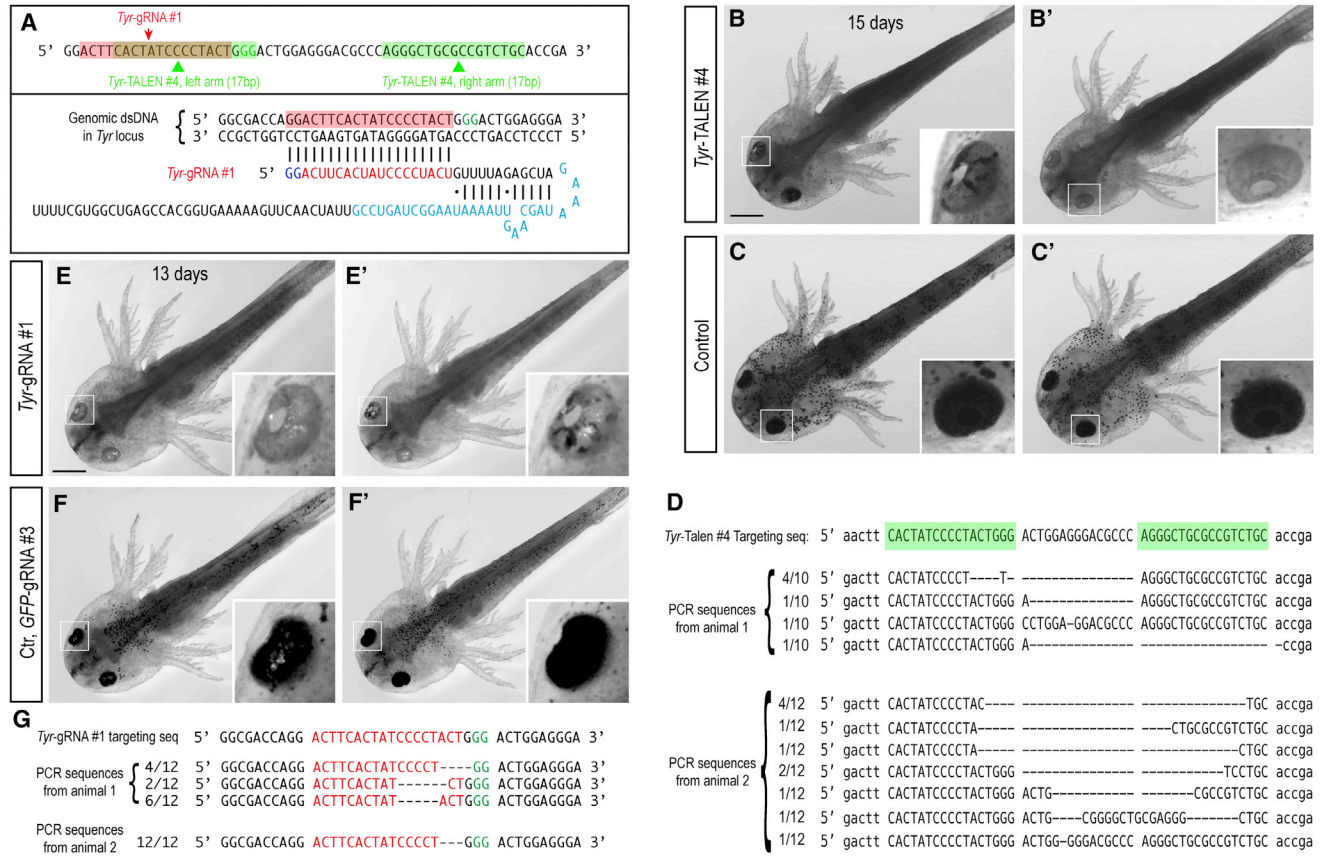 A
Tyr-gRNA #1
5' GGACTTCACTATCCCCTACTGGGACTGGAGGGACGCCCCAGGGCTGCGCCGTCTGCACCGA 3'
Tyr-TALEN #4, left arm (17bp)
Tyr-TALEN #4, right arm (17bp)
Genomic dsDNA
in Tyr locus
5' GGCGACCAGGACTTCACTATCCCCTACTGGGACTGGAGGGA 3'
3' CCGCTGGTCCTGAAGTGATAGGGGATGACCCTGACCTCCCT 5'
Tyr-gRNA #1
5' GGACUUCACUAUCCCCUACUGUUUUAGAGCUA
GAAA
UUUUCGUGGCUGAGCCACGGUGAAAAAGUUCAACUAUUGCCUGAUCGGAAUAAAAUU CGAU
GAA
B
15 days
B'
Tyr-TALEN #4
C
C'
Control
E
13 days
E'
Tyr-gRNA #1
F
F'
Ctr, GFP-gRNA #3
D
Tyr-Talen #4 Targeting seq: 5' aactt CACTATCCCCTACTGGG ACTGGAGGGACGCCC AGGGCTGCGCCGTCTGC accga
PCR sequences
from animal 1
4/10 5' gactt CACTATCCCCT----T- --------------- AGGGCTGCGCCGTCTGC accga
1/10 5' gactt CACTATCCCCTACTGGG A-------------- AGGGCTGCGCCGTCTGC accga
1/10 5' gactt CACTATCCCCTACTGGG CCTGGA-GGACGCCC AGGGCTGCGCCGTCTGC accga
1/10 5' gactt CACTATCCCCTACTGGG A-------------- ----------------- -ccga
PCR sequences
from animal 2
4/12 5' gactt CACTATCCCCTAC---- --------------- --------------TGC accga
1/12 5' gactt CACTATCCCCTA----- --------------- ----CTGCGCCGTCTGC accga
1/12 5' gactt CACTATCCCCTA----- --------------- -------------CTGC accga
2/12 5' gactt CACTATCCCCTACTGGG --------------- -----------TCCTGC accga
1/12 5' gactt CACTATCCCCTACTGGG ACTG----------- -------CGCCGTCTGC accga
1/12 5' gactt CACTATCCCCTACTGGG ACTG----CGGGGCTGCGAGGG-------CTGC accga
1/12 5' gactt CACTATCCCCTACTGGG ACTGG-GGGACGCCC AGGGCTGCGCCGTCTGC accga
G
Tyr-gRNA #1 targeting seq 5' GGCGACCAGG ACTTCACTATCCCCTACTGGG ACTGGAGGGA 3'
PCR sequences
from animal 1
4/12 5' GGCGACCAGG ACTTCACTATCCCCT----GG ACTGGAGGGA 3'
2/12 5' GGCGACCAGG ACTTCACTAT------CTGGG ACTGGAGGGA 3'
6/12 5' GGCGACCAGG ACTTCACTAT-----ACTGGG ACTGGAGGGA 3'
PCR sequences
from animal 2
12/12 5' GGCGACCAGG ACTTCACTATCCCCT---GGG ACTGGAGGGA 3'